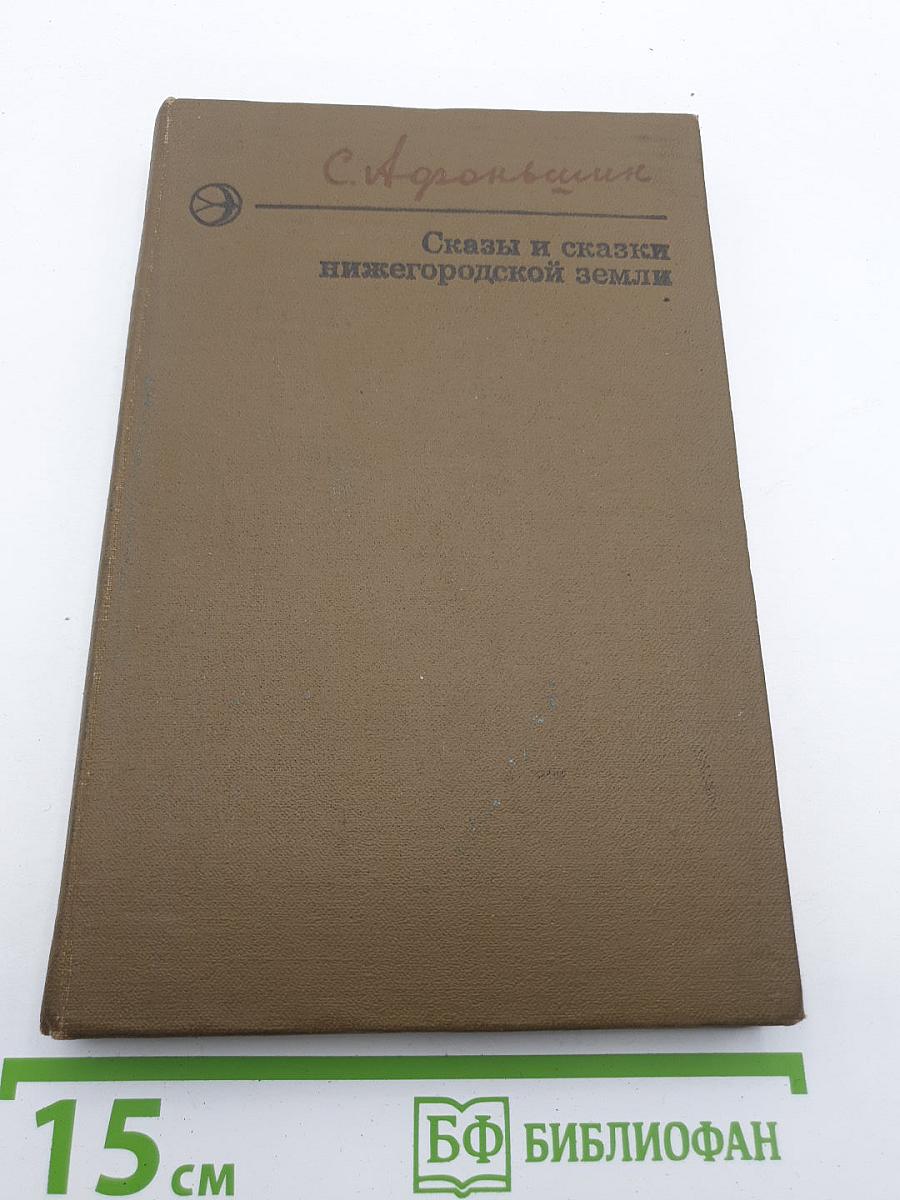 С. Афоньшин
Сказы и сказки
нижегородской земли
15 см
БФ БИБЛИОФАН